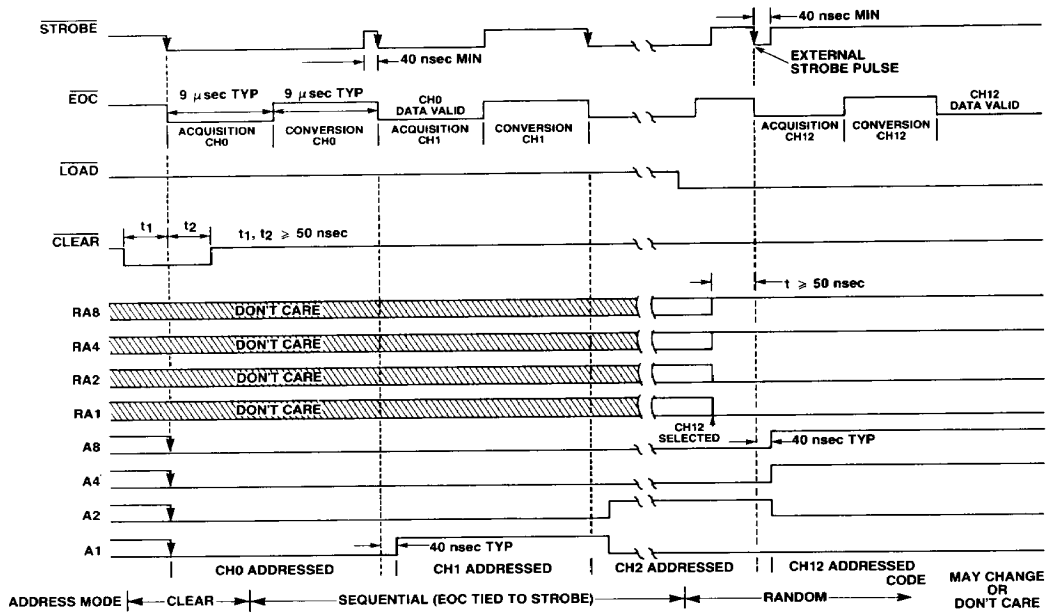 40 nsec MIN
STROBE
40 nsec MIN
EXTERNAL
STROBE PULSE
9 μsec TYP
9 μsec TYP
CH0
DATA VALID
CH12
DATA VALID
EOC
ACQUISITION
CH0
CONVERSION
CH0
ACQUISITION
CH1
CONVERSION
CH1
ACQUISITION
CH12
CONVERSION
CH12
LOAD
t1
t2
t1, t2 ⩾ 50 nsec
CLEAR
t ⩾ 50 nsec
RA8
DON'T CARE
RA4
DON'T CARE
RA2
DON'T CARE
RA1
DON'T CARE
CH12
SELECTED
A8
40 nsec TYP
A4
A2
A1
40 nsec TYP
CH0 ADDRESSED
CH1 ADDRESSED
CH2 ADDRESSED
CH12 ADDRESSED
CODE
MAY CHANGE
OR
DON'T CARE
ADDRESS MODE
CLEAR
SEQUENTIAL (EOC TIED TO STROBE)
RANDOM